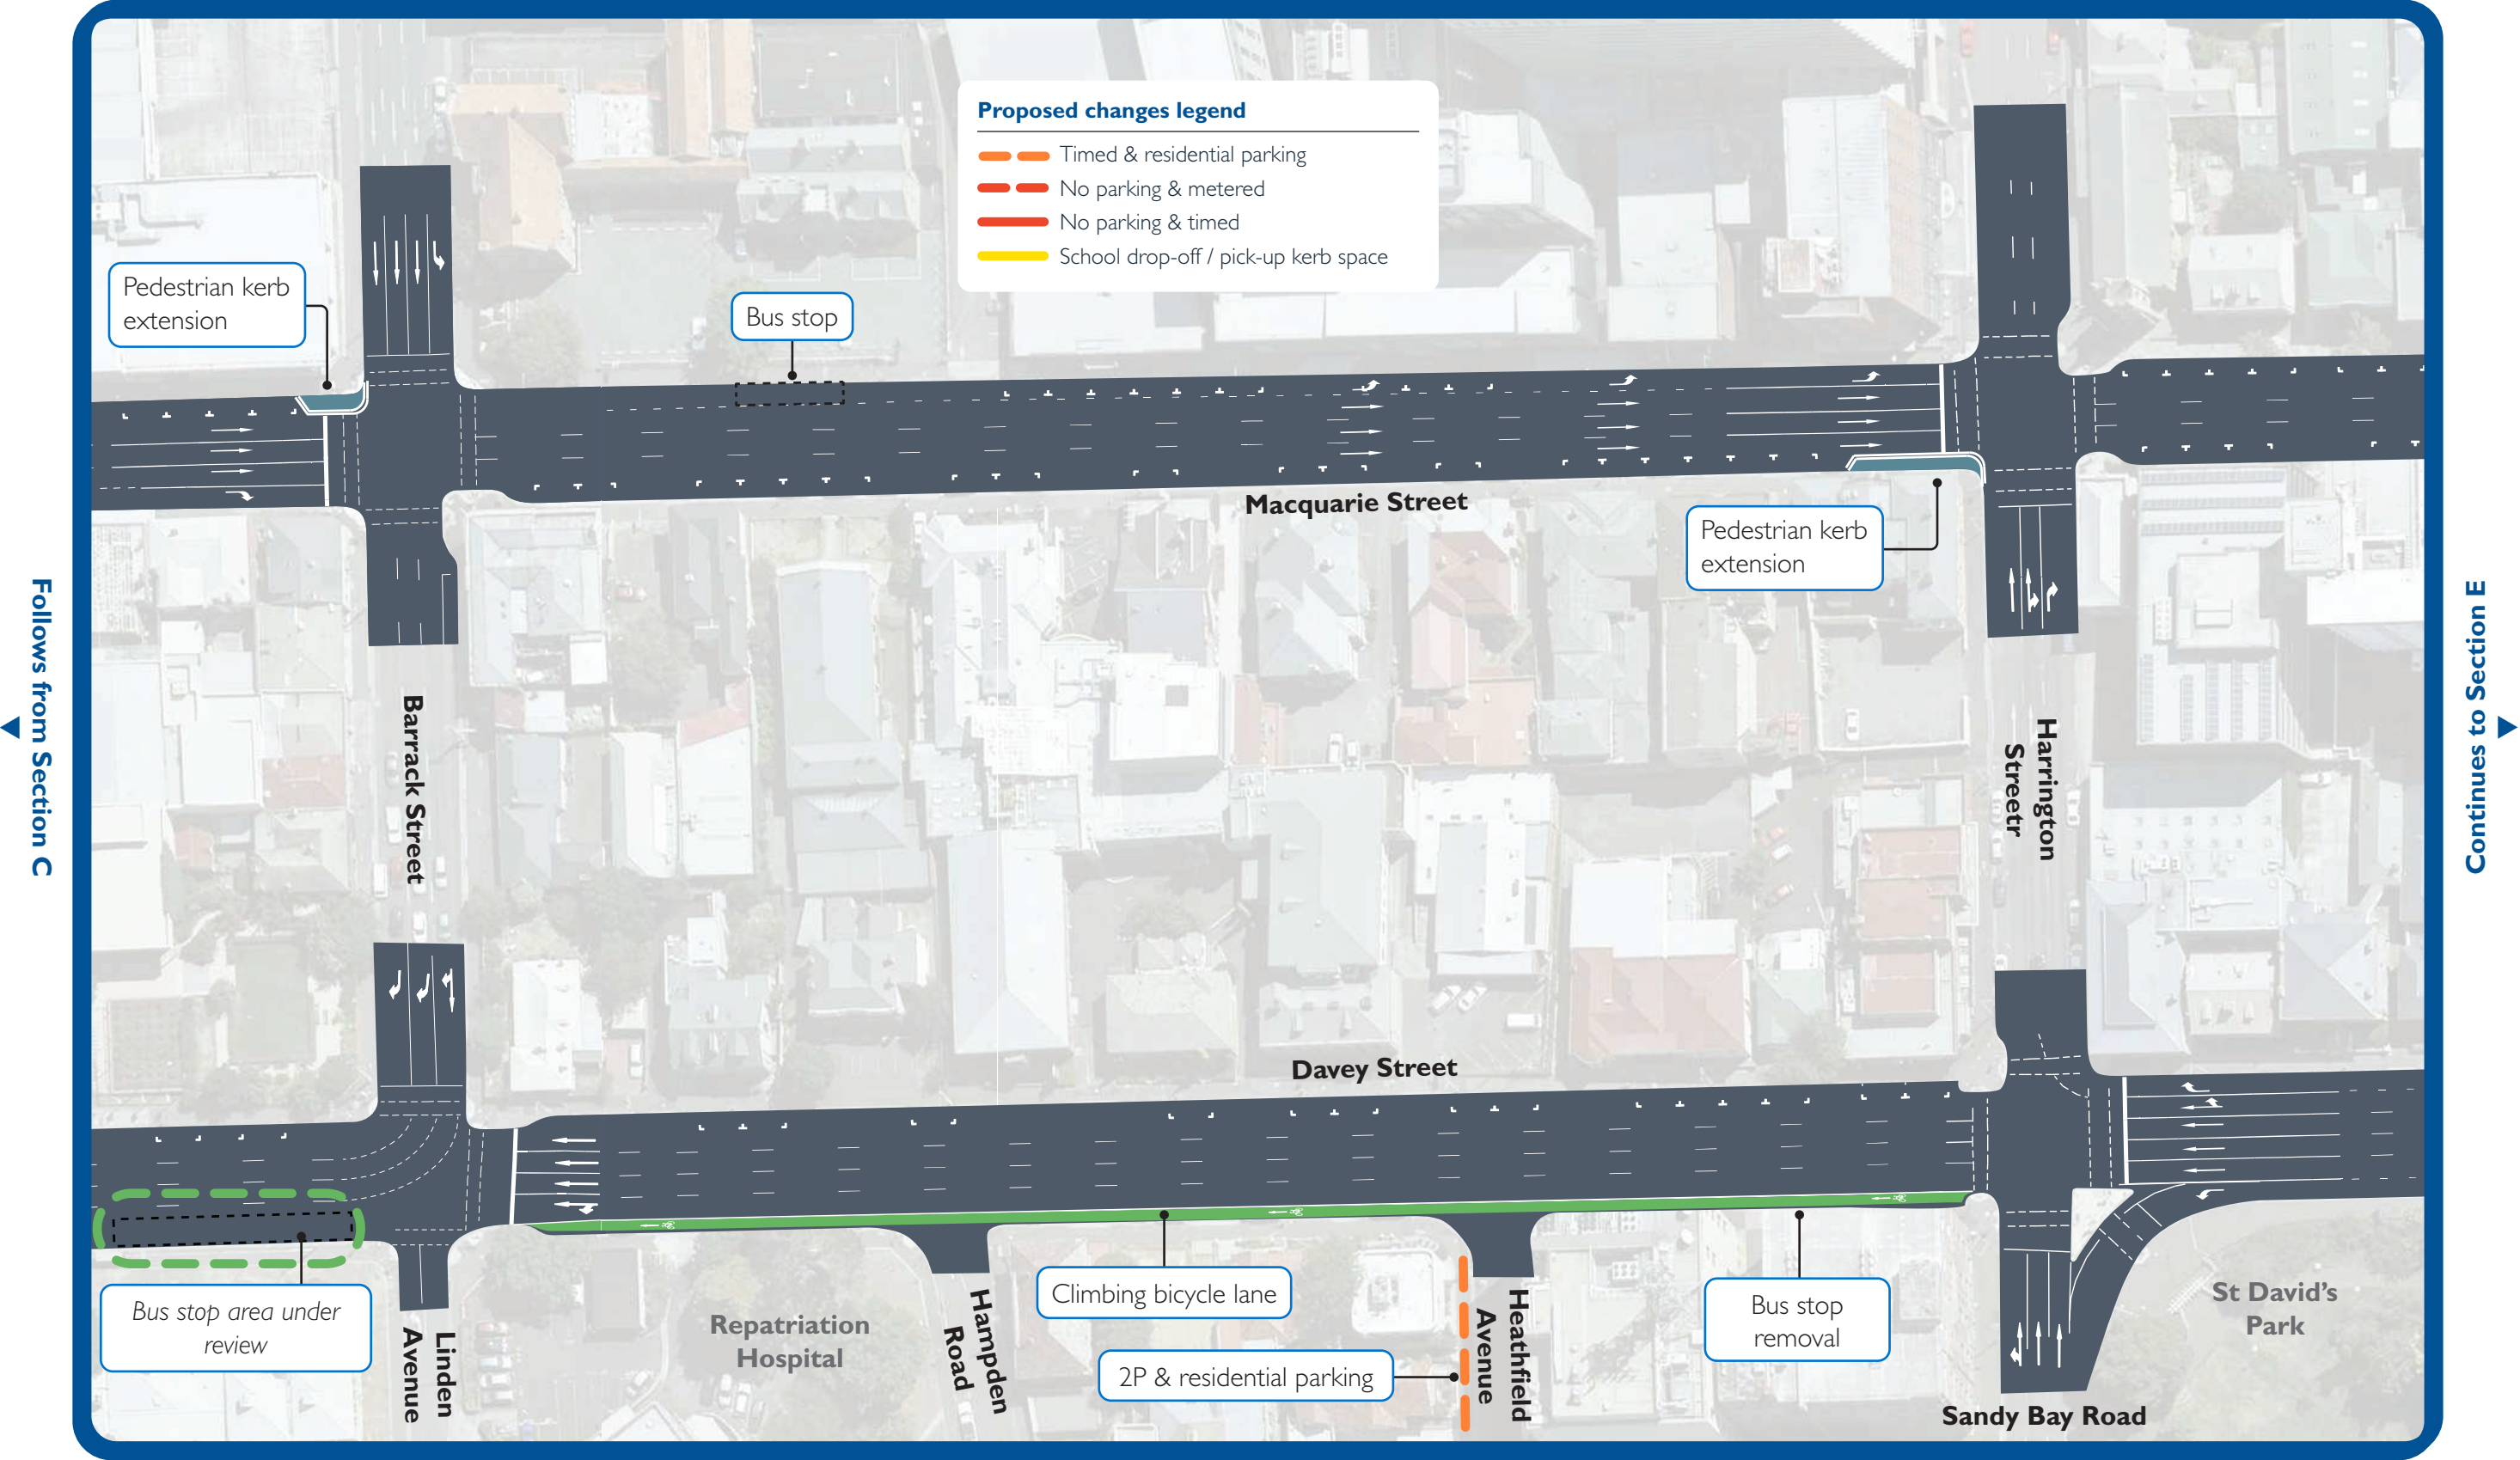 Proposed changes legend
Timed & residential parking
No parking & metered
No parking & timed
School drop-off / pick-up kerb space
Pedestrian kerb
extension
Bus stop
Macquarie Street
Pedestrian kerb
extension
Follows from Section C
Continues to Section E
Barrack Street
Harrington
Streetr
Davey Street
Bus stop area under
review
Linden
Avenue
Repatriation
Hospital
Hampden
Road
Climbing bicycle lane
2P & residential parking
Heathfield
Avenue
Bus stop
removal
St David’s
Park
Sandy Bay Road